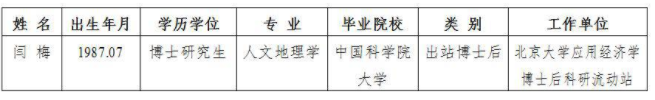 姓 名 出生年月 学历学位 专 业 毕业院校 类 别 工作单位
闫 梅 1987.07 博士研究生 人文地理学 中国科学院大学 出站博士后 北京大学应用经济学博士后科研流动站